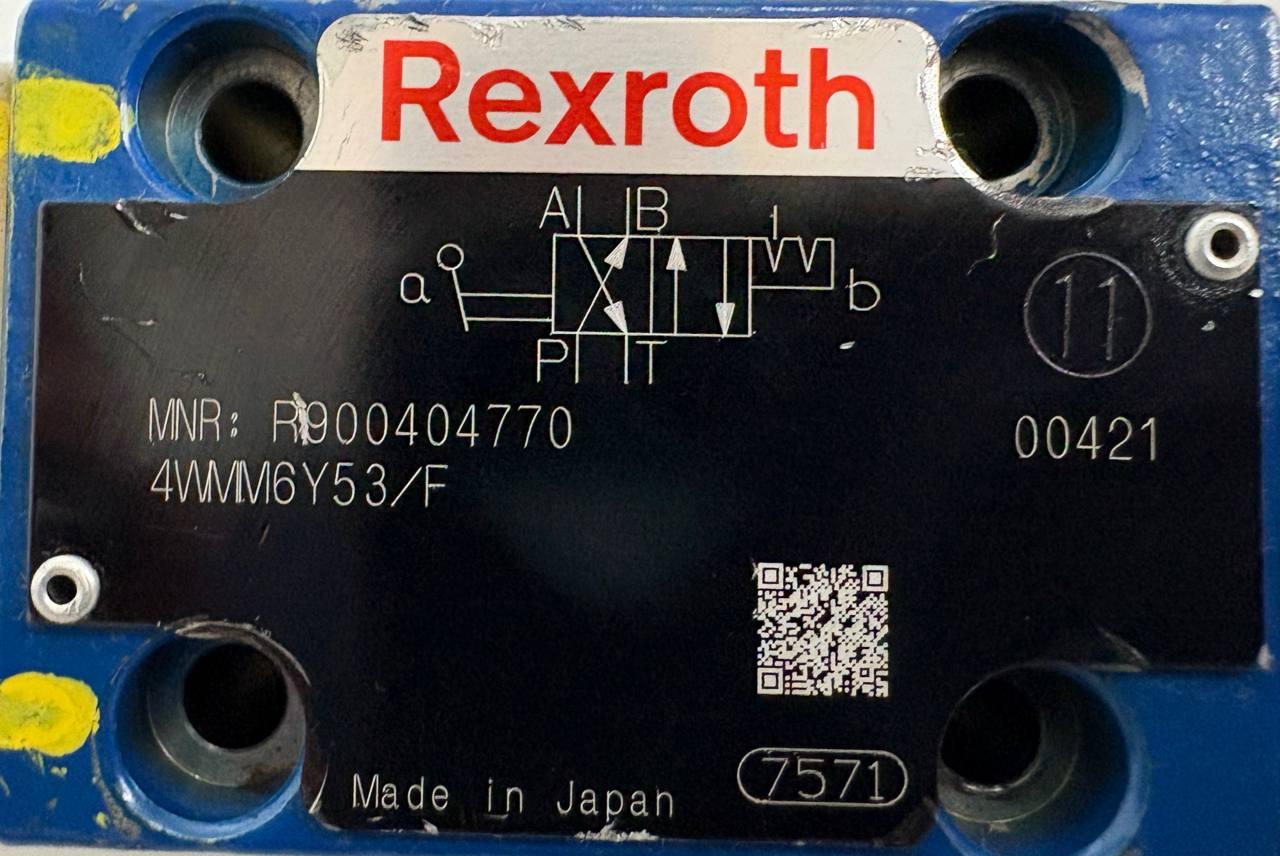 Rexroth
A B
a b
P T
11
MNR: R900404770
00421
4WMM6Y53/F
7571
Made in Japan